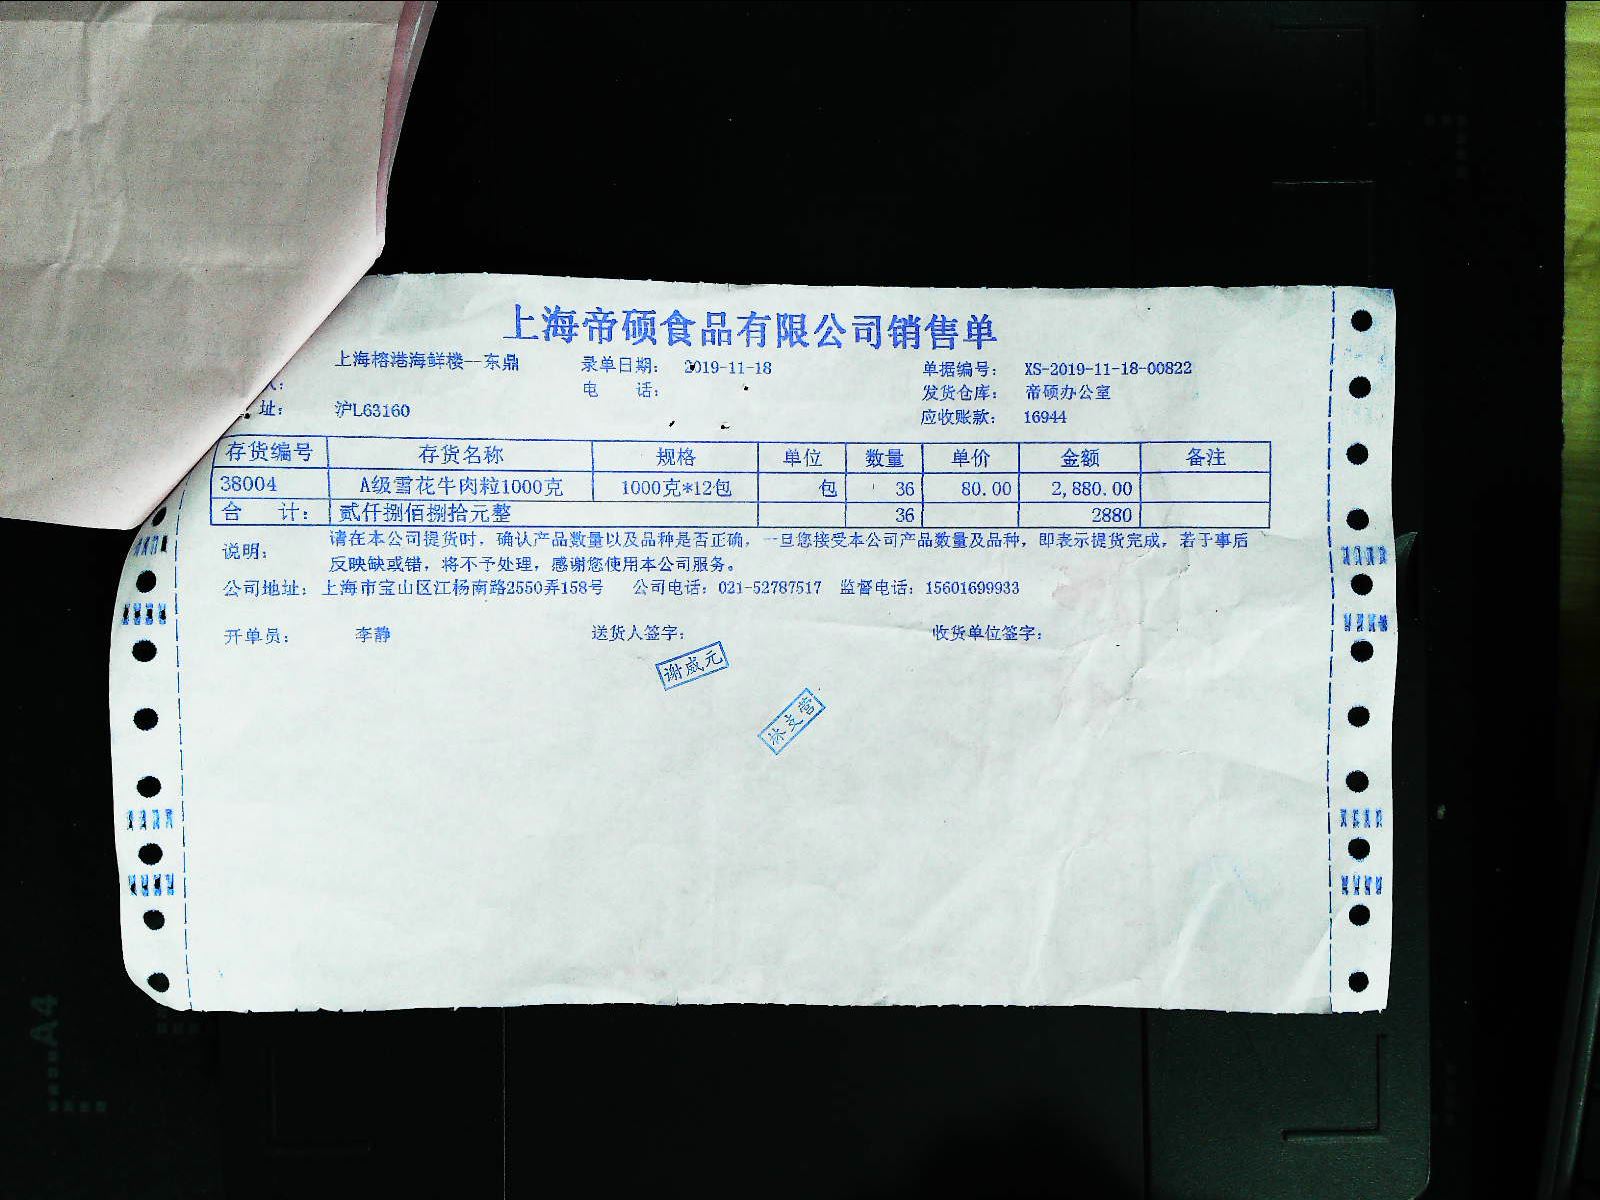 上海帝硕食品有限公司销售单
上海榕港海鲜楼--东鼎 录单日期: 2019-11-18 单据编号: XS-2019-11-18-00822
人: 电 话: 发货仓库: 帝硕办公室
址: 沪L63160 应收账款: 16944
存货编号 存货名称 规格 单位 数量 单价 金额 备注
38004 A级雪花牛肉粒1000克 1000克*12包 包 36 80.00 2,880.00
合 计: 贰仟捌佰捌拾元整 36 2880
说明: 请在本公司提货时，确认产品数量以及品种是否正确，一旦您接受本公司产品数量及品种，即表示提货完成，若于事后
反映缺或错，将不予处理，感谢您使用本公司服务。
公司地址: 上海市宝山区江杨南路2550弄158号 公司电话: 021-52787517 监督电话: 15601699933
开单员: 李静 送货人签字: 收货单位签字:
谢威元
林支营
A4